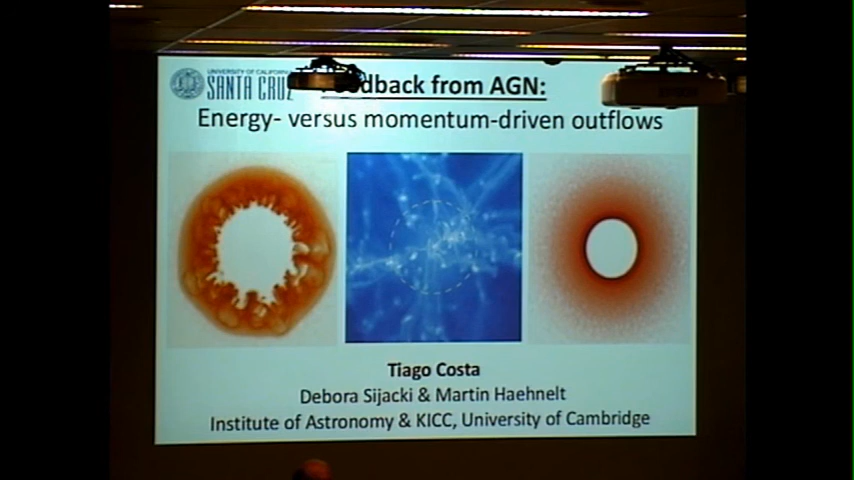 UNIVERSITY OF CALIFORNIA
SANTA CRUZ
Feedback from AGN:
Energy- versus momentum-driven outflows
Tiago Costa
Debora Sijacki & Martin Haehnelt
Institute of Astronomy & KICC, University of Cambridge